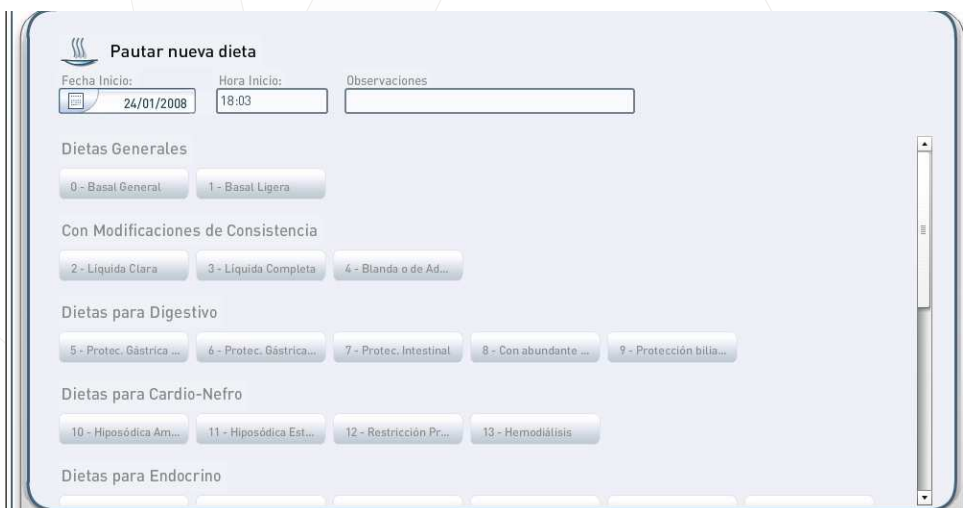 Pautar nueva dieta
Fecha Inicio: Hora Inicio: Observaciones
24/01/2008 18:03
Dietas Generales
0 - Basal General 1 - Basal Ligera
Con Modificaciones de Consistencia
2 - Líquida Clara 3 - Líquida Completa 4 - Blanda o de Ad...
Dietas para Digestivo
5 - Protec. Gástrica ... 6 - Protec. Gástrica... 7 - Protec. Intestinal 8 - Con abundante ... 9 - Protección bilia...
Dietas para Cardio-Nefro
10 - Hiposódica Am... 11 - Hiposódica Est... 12 - Restricción Pr... 13 - Hemodiálisis
Dietas para Endocrino